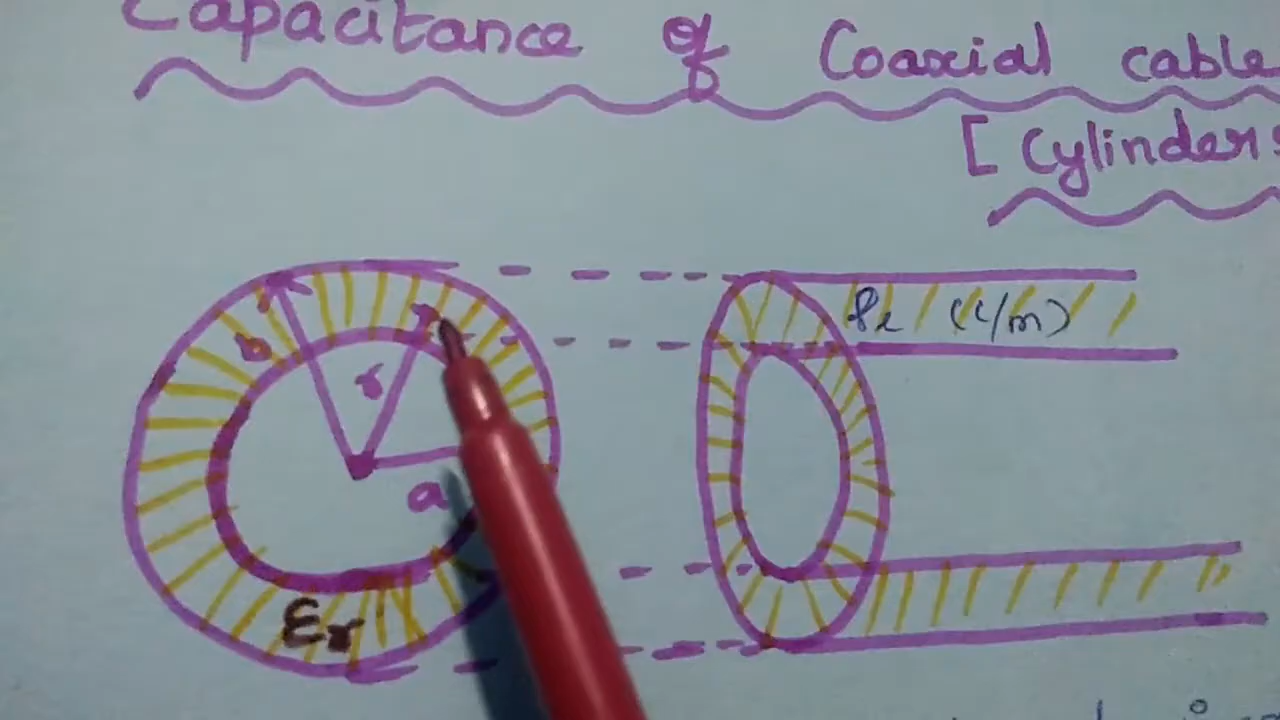 Capacitance of Coaxial cable
[ Cylinders
b
r
a
εr
ρl (C/m)